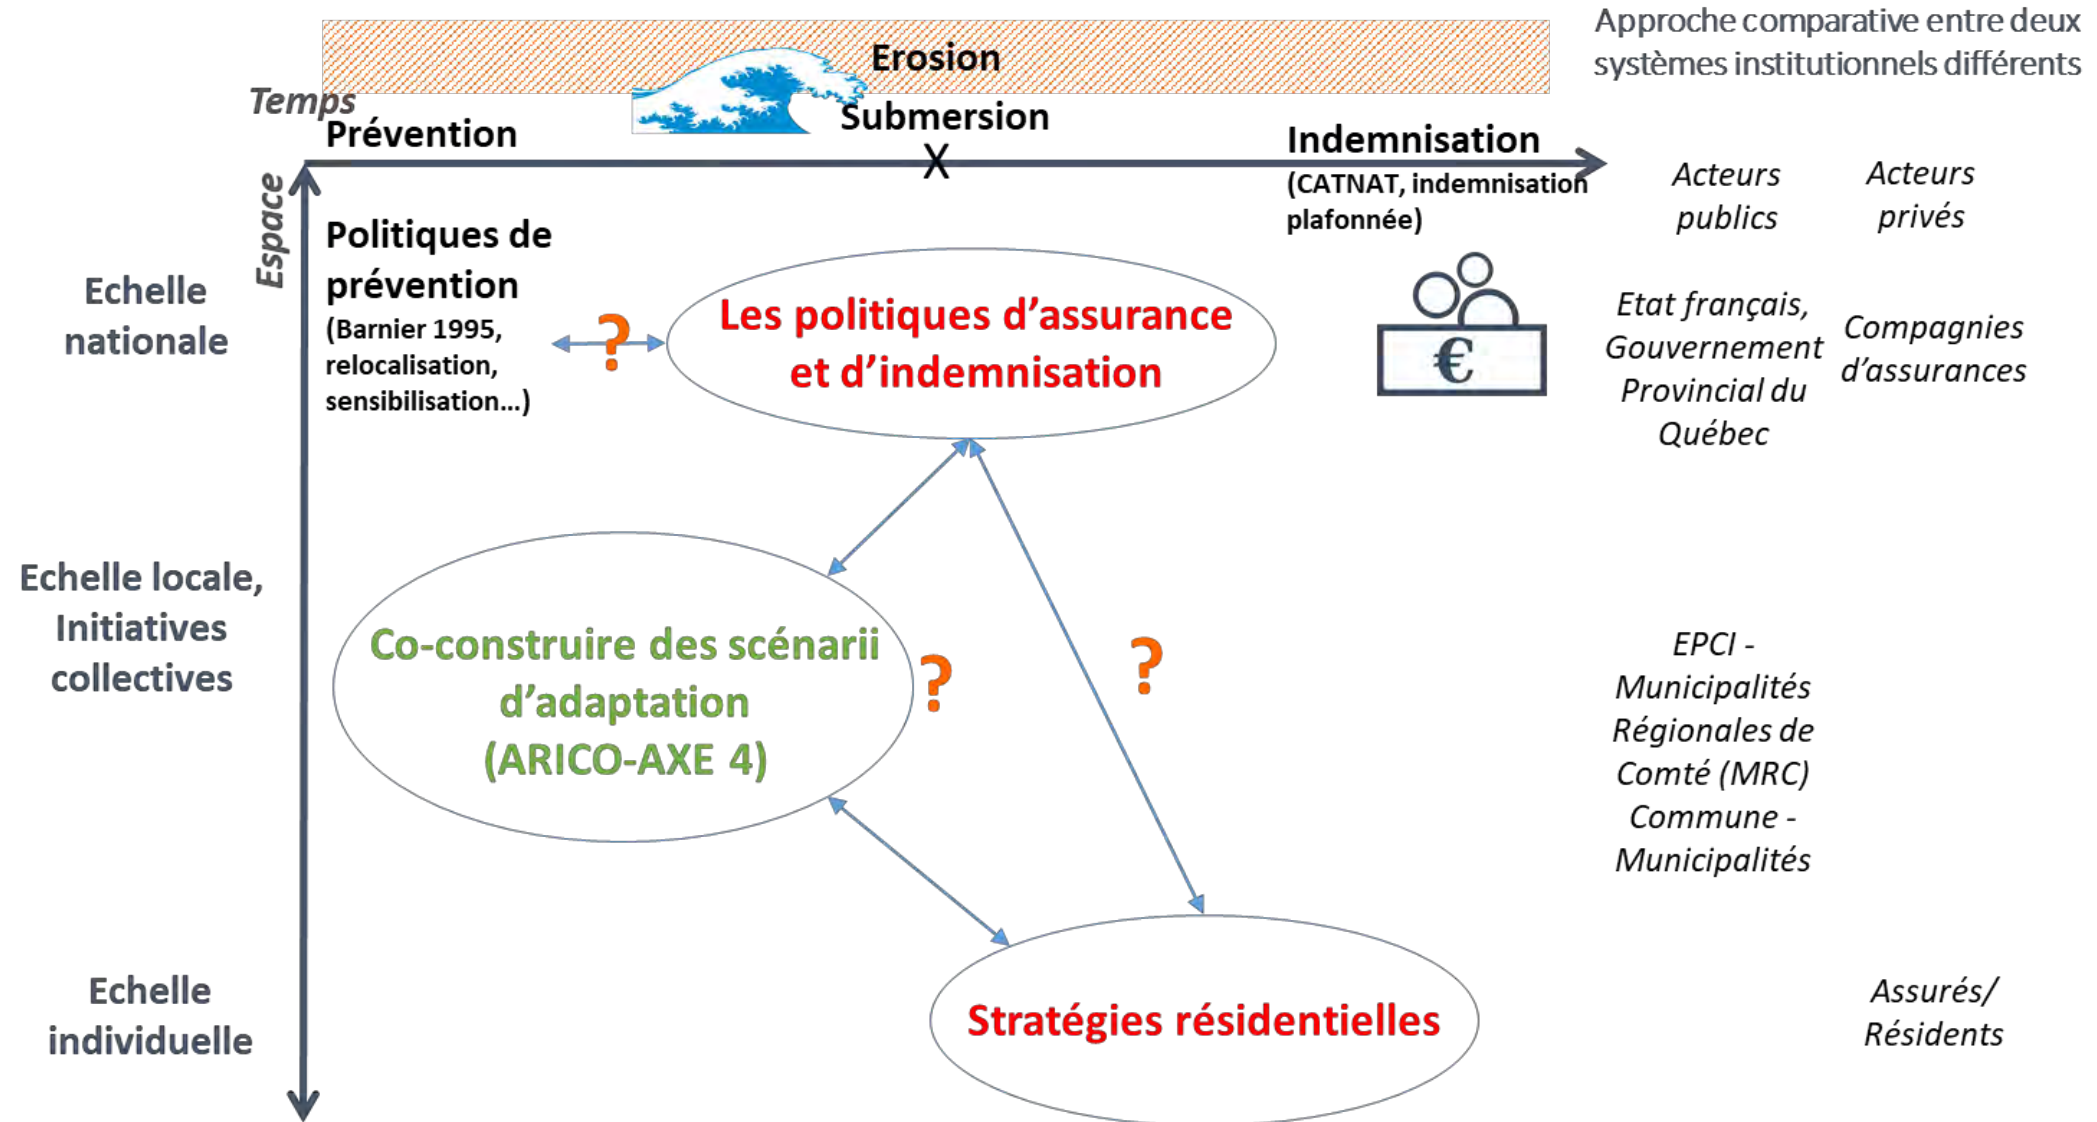 Approche comparative entre deux
systèmes institutionnels différents
Erosion
Temps
Submersion
Prévention
X
Indemnisation
(CATNAT, indemnisation
plafonnée)
Acteurs
publics
Acteurs
privés
Espace
Echelle
nationale
Politiques de
prévention
(Barnier 1995,
relocalisation,
sensibilisation...)
?
Les politiques d’assurance
et d’indemnisation
€
Etat français,
Gouvernement
Provincial du
Québec
Compagnies
d’assurances
Echelle locale,
Initiatives
collectives
Co-construire des scénarii
d’adaptation
(ARICO-AXE 4)
?
?
EPCI -
Municipalités
Régionales de
Comté (MRC)
Commune -
Municipalités
Echelle
individuelle
Stratégies résidentielles
Assurés/
Résidents